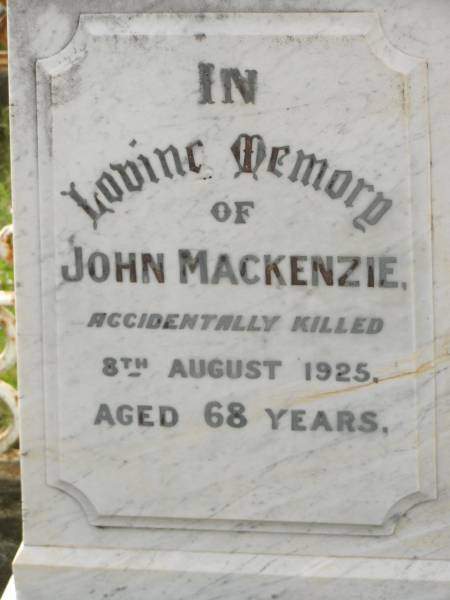 IN
Loving Memory
OF
JOHN MACKENZIE,
ACCIDENTALLY KILLED
8TH AUGUST 1925.
AGED 68 YEARS.